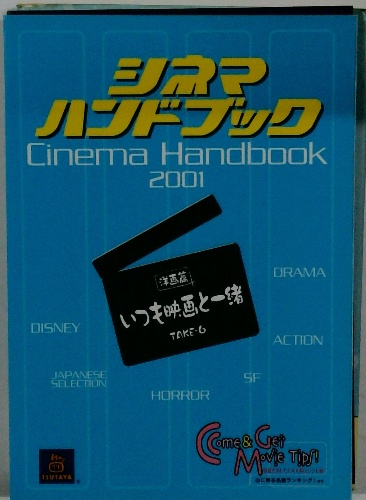 シネマ
ハンドブック
Cinema Handbook
2001
洋画篇
いつも映画と一緒
TAKE-6
DRAMA
DISNEY
ACTION
JAPANESE
SELECTION
SF
HORROR
Come & Get
Movie Tips!
TSUTAYA